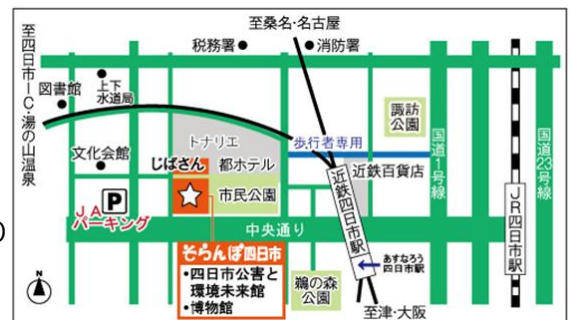 至桑名・名古屋
税務署
消防署
至四日市IC・湯の山温泉
図書館
上下
水道局
諏訪
公園
国道1号線
国道23号線
トナリエ
歩行者専用
文化会館
じばさん
都ホテル
近鉄百貨店
市民公園
P
JA
パーキング
近鉄四日市駅
JR四日市駅
中央通り
そらんぽ四日市
・四日市公害と
環境未来館
・博物館
あすなろう
四日市駅
鵜の森
公園
N
至津・大阪
)